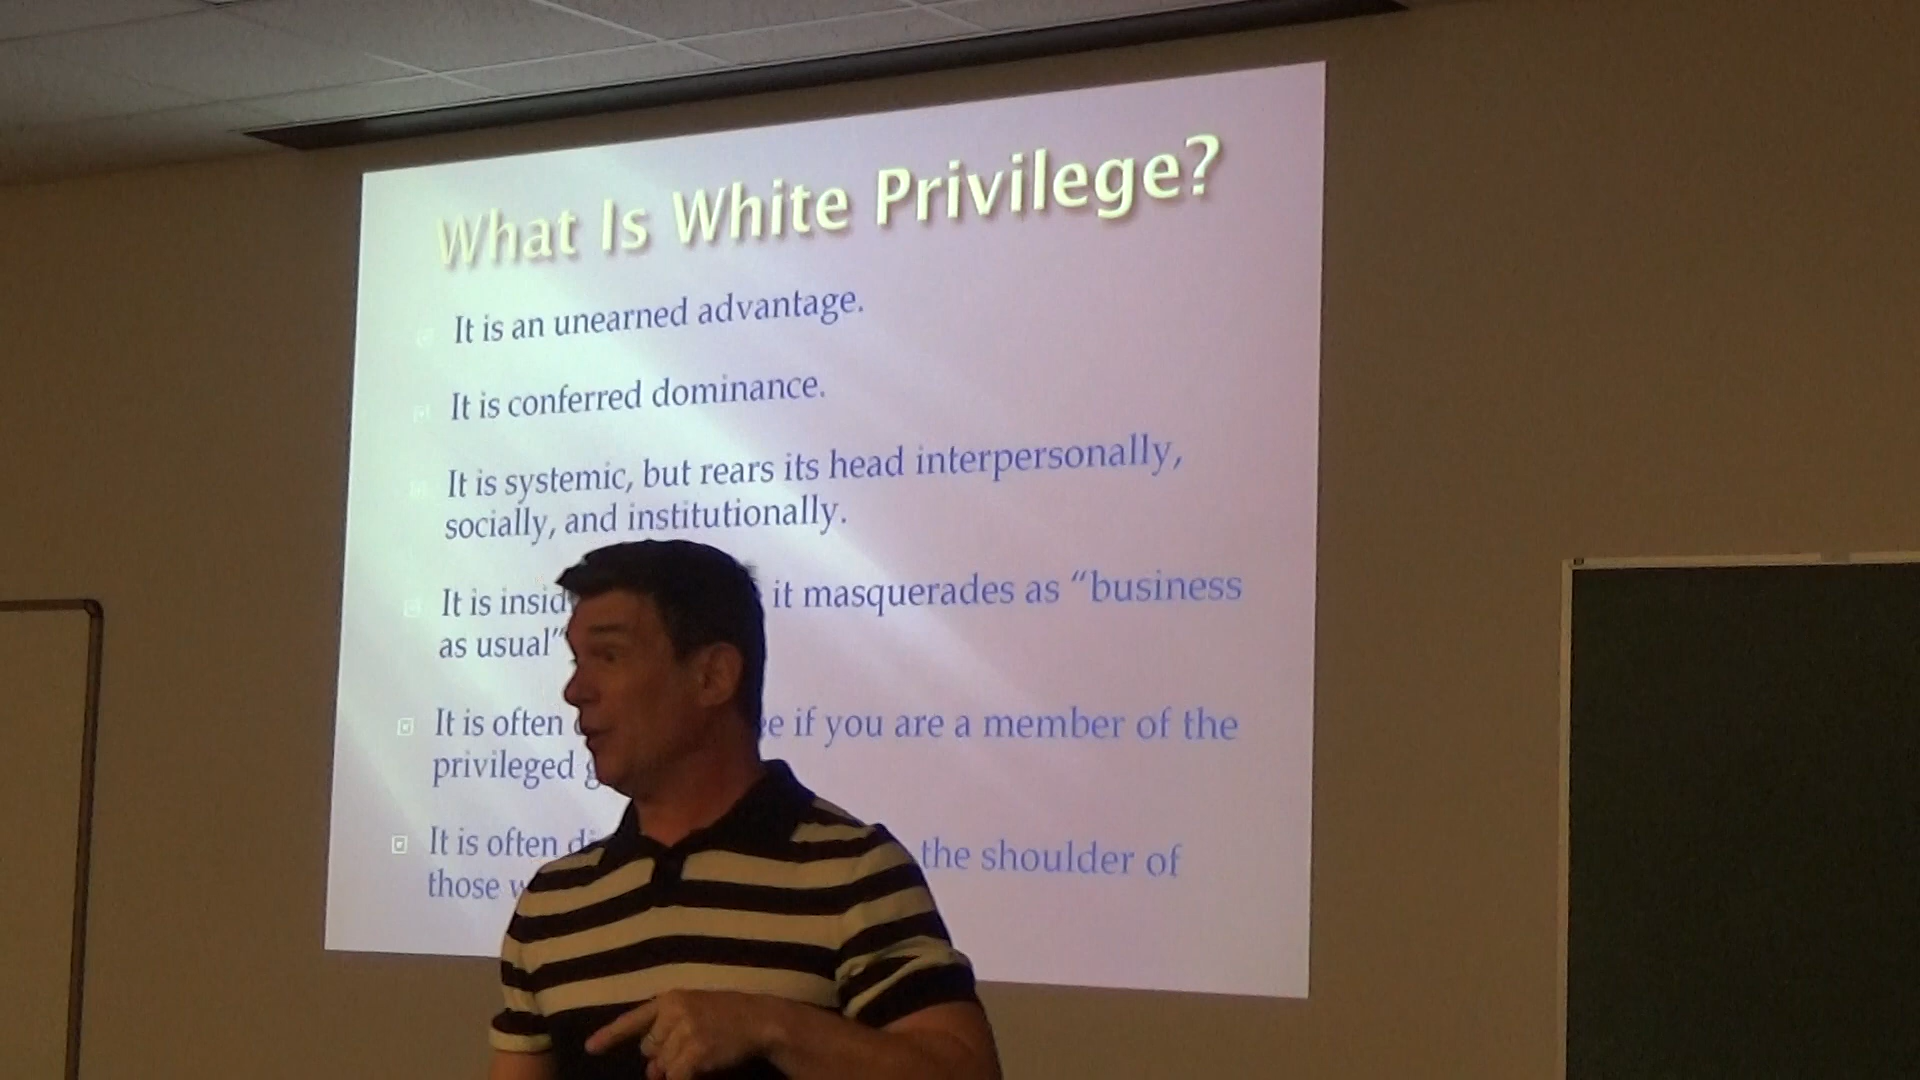 What Is White Privilege?
It is an unearned advantage.
It is conferred dominance.
It is systemic, but rears its head interpersonally,
socially, and institutionally.
It is it masquerades as “business
as usual”
It is often if you are a member of the
privileged
It is often the shoulder of
those